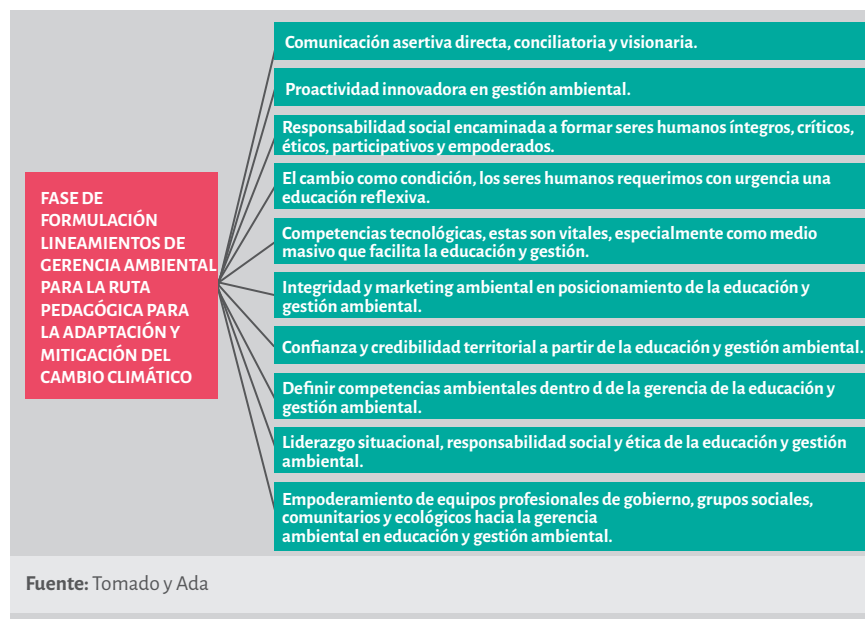 FASE DE
FORMULACIÓN
LINEAMIENTOS DE
GERENCIA AMBIENTAL
PARA LA RUTA
PEDAGÓGICA PARA
LA ADAPTACIÓN Y
MITIGACIÓN DEL
CAMBIO CLIMÁTICO
Comunicación asertiva directa, conciliatoria y visionaria.
Proactividad innovadora en gestión ambiental.
Responsabilidad social encaminada a formar seres humanos íntegros, críticos,
éticos, participativos y empoderados.
El cambio como condición, los seres humanos requerimos con urgencia una
educación reflexiva.
Competencias tecnológicas, estas son vitales, especialmente como medio
masivo que facilita la educación y gestión.
Integridad y marketing ambiental en posicionamiento de la educación y
gestión ambiental.
Confianza y credibilidad territorial a partir de la educación y gestión ambiental.
Definir competencias ambientales dentro d de la gerencia de la educación y
gestión ambiental.
Liderazgo situacional, responsabilidad social y ética de la educación y gestión
ambiental.
Empoderamiento de equipos profesionales de gobierno, grupos sociales,
comunitarios y ecológicos hacia la gerencia
ambiental en educación y gestión ambiental.
Fuente: Tomado y Ada